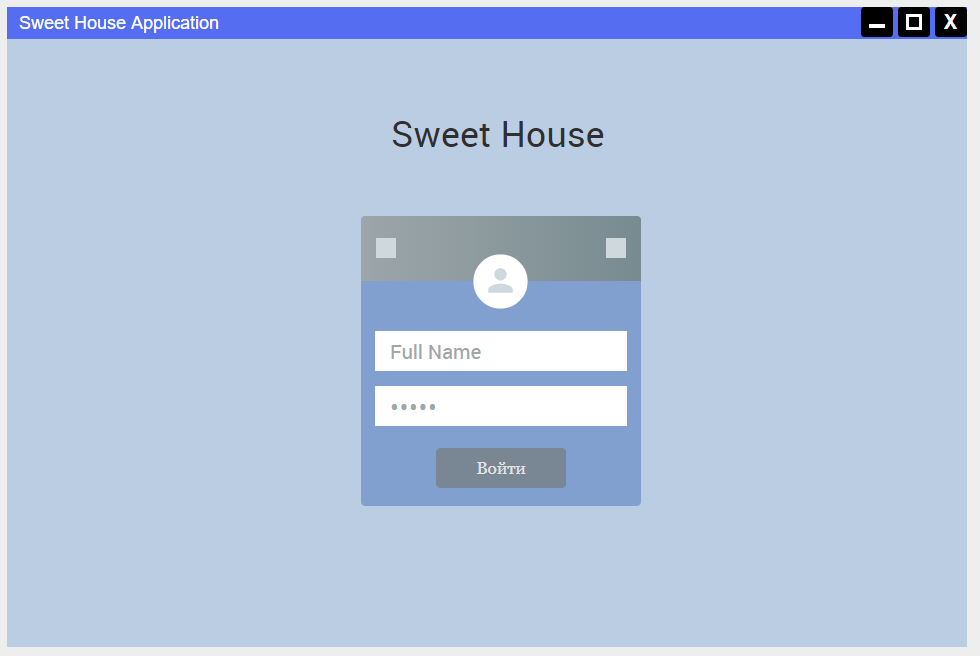 Sweet House Application
X
Sweet House
Full Name
•••••
Войти